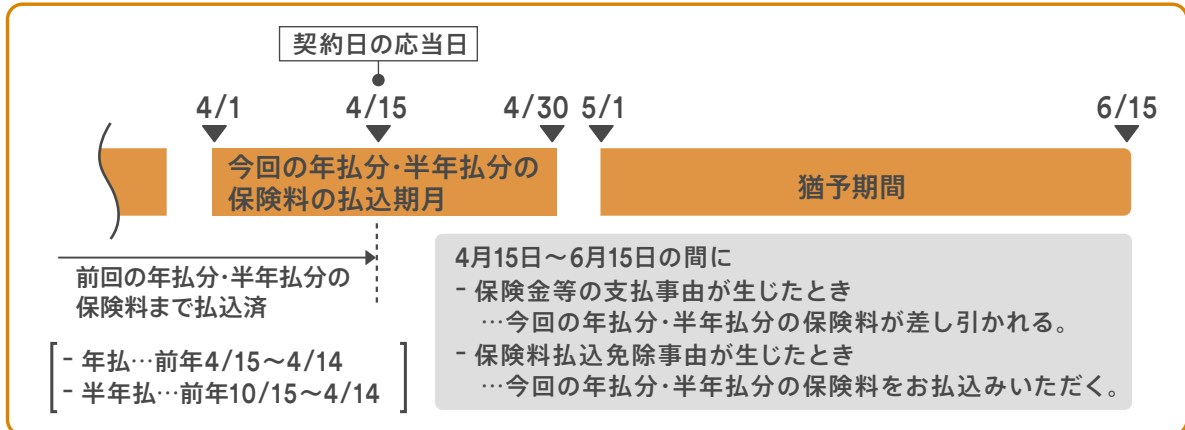 契約日の応当日
4/1 4/15 4/30 5/1 6/15
今回の年払分･半年払分の
保険料の払込期月
猶予期間
前回の年払分･半年払分の
保険料まで払込済
- 年払…前年4/15～4/14
- 半年払…前年10/15～4/14
4月15日～6月15日の間に
- 保険金等の支払事由が生じたとき
…今回の年払分･半年払分の保険料が差し引かれる。
- 保険料払込免除事由が生じたとき
…今回の年払分･半年払分の保険料をお払込みいただく。